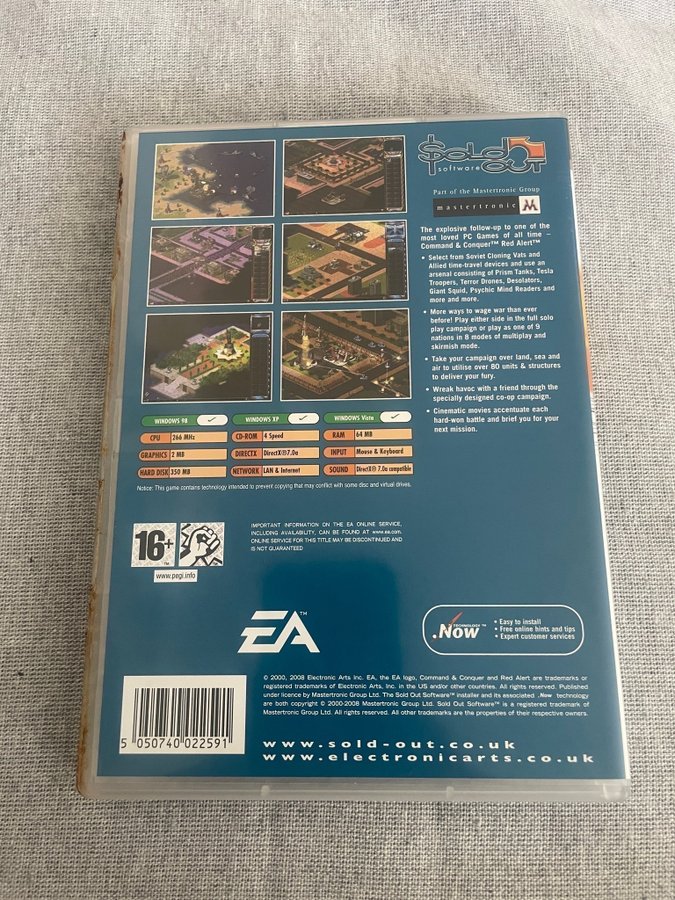 $old Out
software
Part of the Mastertronic Group
mastertronic M
The explosive follow-up to one of the
most loved PC Games of all time –
Command & Conquer™ Red Alert™
• Select from Soviet Cloning Vats and
Allied time-travel devices and use an
arsenal consisting of Prism Tanks, Tesla
Troopers, Terror Drones, Desolators,
Giant Squid, Psychic Mind Readers and
more and more.
• More ways to wage war than ever
before! Play either side in the full solo
play campaign or play as one of 9
nations in 8 modes of multiplay and
skirmish mode.
• Take your campaign over land, sea and
air to utilise over 80 units & structures
to deliver your fury.
• Wreak havoc with a friend through the
specially designed co-op campaign.
• Cinematic movies accentuate each
hard-won battle and brief you for your
next mission.
WINDOWS 98 WINDOWS XP WINDOWS Vista
CPU 266 MHz CD-ROM 4 Speed RAM 64 MB
GRAPHICS 2 MB DIRECTX DirectX®7.0a INPUT Mouse & Keyboard
HARD DISK 350 MB NETWORK LAN & Internet SOUND DirectX® 7.0a compatible
Notice: This game contains technology intended to prevent copying that may conflict with some disc and virtual drives.
16+
www.pegi.info
IMPORTANT INFORMATION ON THE EA ONLINE SERVICE,
INCLUDING AVAILABILITY, CAN BE FOUND AT www.ea.com.
ONLINE SERVICE FOR THIS TITLE MAY BE DISCONTINUED AND
IS NOT GUARANTEED
EA™
TECHNOLOGY™
.Now
• Easy to install
• Free online hints and tips
• Expert customer services
© 2000, 2008 Electronic Arts Inc. EA, the EA logo, Command & Conquer and Red Alert are trademarks or
registered trademarks of Electronic Arts, Inc. in the US and/or other countries. All rights reserved. Published
under licence by Mastertronic Group Ltd. The Sold Out Software™ installer and its associated .Now technology
are both copyright © 2000-2008 Mastertronic Group Ltd. Sold Out Software™ is a registered trademark of
Mastertronic Group Ltd. All rights reserved. All other trademarks are the properties of their respective owners.
5 050740 022591
www.sold-out.co.uk
www.electronicarts.co.uk